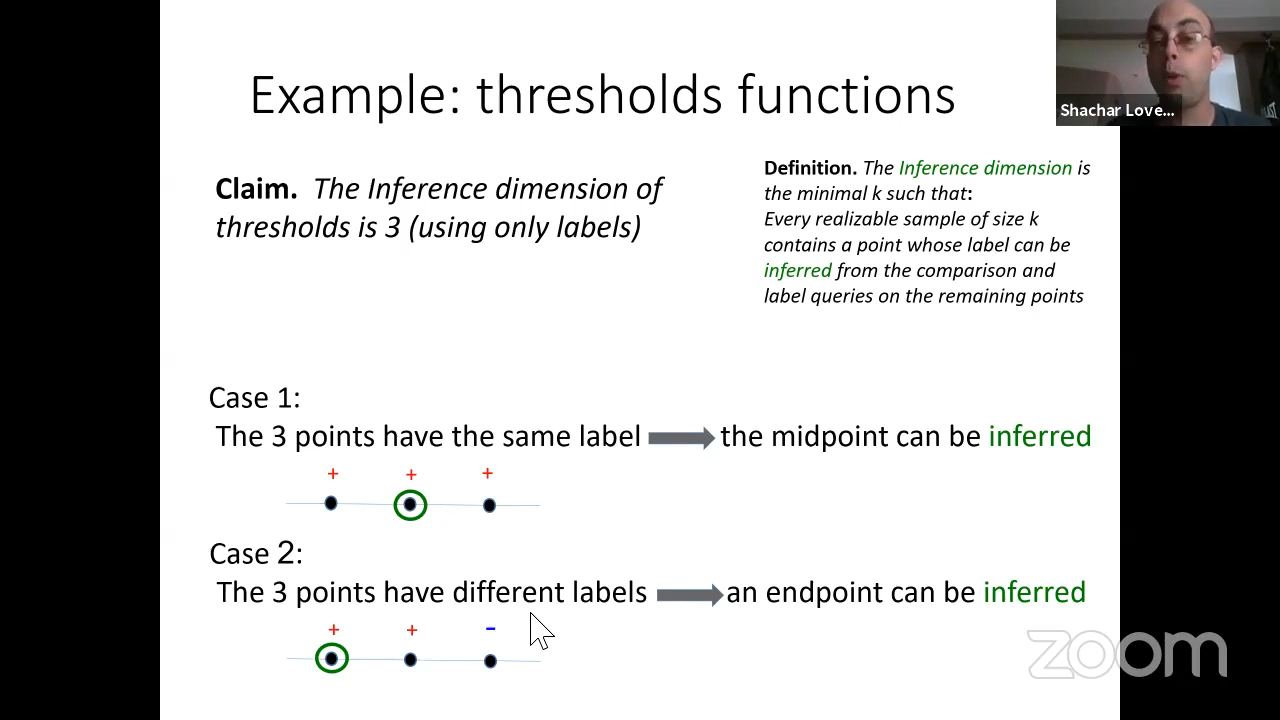 Example: thresholds functions
Shachar Love...
Claim. The Inference dimension of
thresholds is 3 (using only labels)
Definition. The Inference dimension is
the minimal k such that:
Every realizable sample of size k
contains a point whose label can be
inferred from the comparison and
label queries on the remaining points
Case 1:
The 3 points have the same label the midpoint can be inferred
+ + +
Case 2:
The 3 points have different labels an endpoint can be inferred
+ + -
zoom